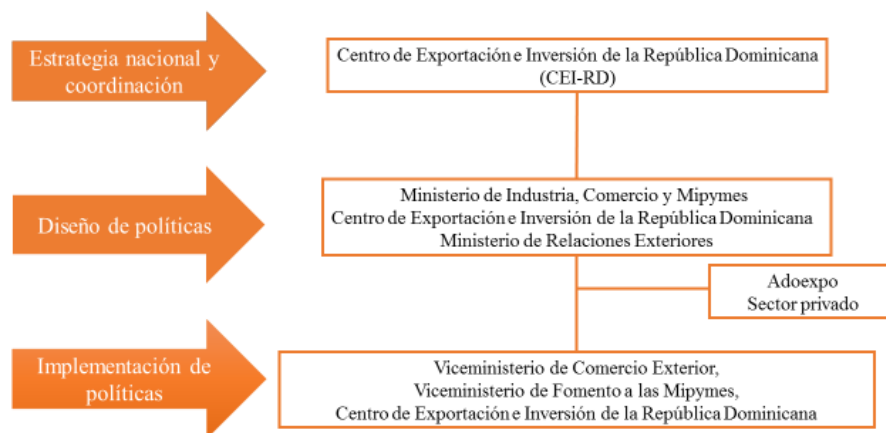 Estrategia nacional y
coordinación
Centro de Exportación e Inversión de la República Dominicana
(CEI-RD)
Diseño de políticas
Ministerio de Industria, Comercio y Mipymes
Centro de Exportación e Inversión de la República Dominicana
Ministerio de Relaciones Exteriores
Adoexpo
Sector privado
Implementación de
políticas
Viceministerio de Comercio Exterior,
Viceministerio de Fomento a las Mipymes,
Centro de Exportación e Inversión de la República Dominicana